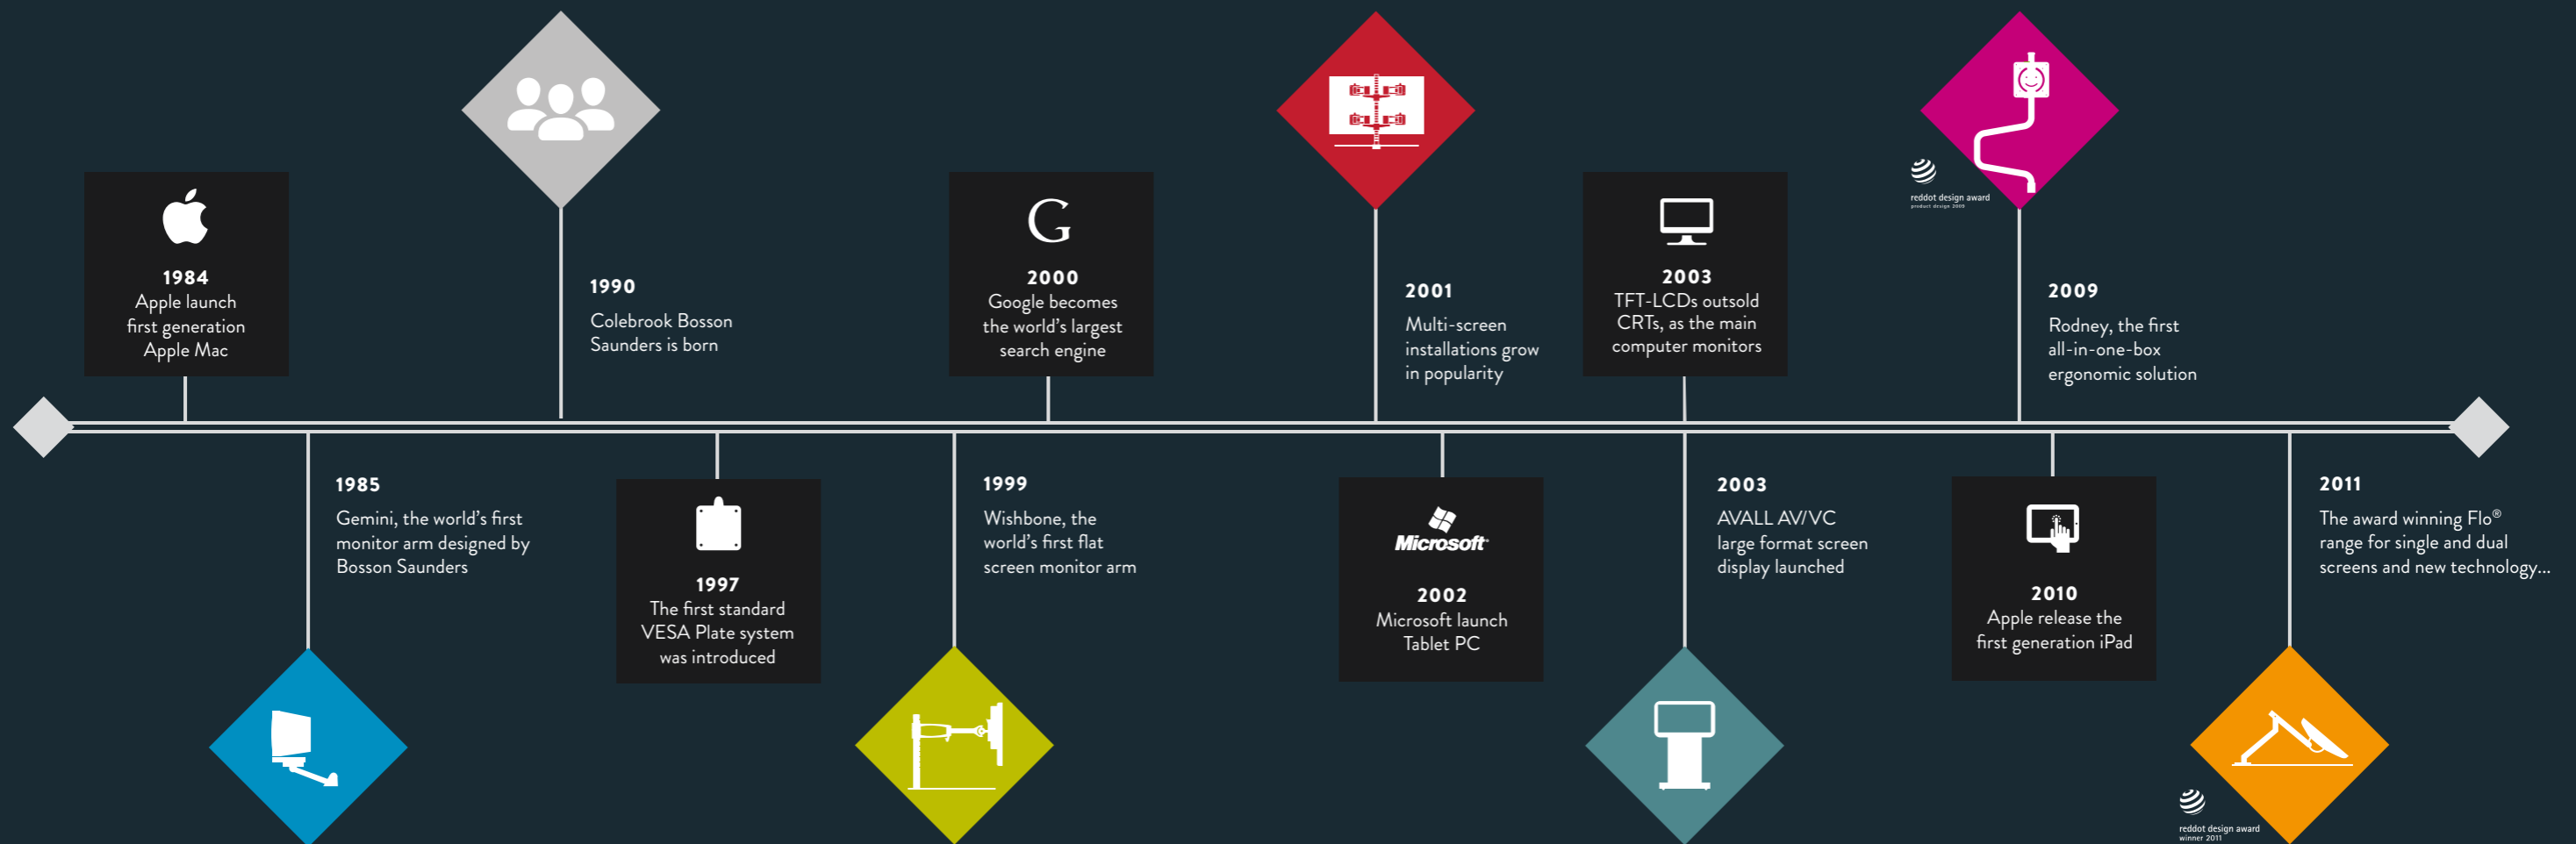 1984
Apple launch
first generation
Apple Mac
1985
Gemini, the world's first
monitor arm designed by
Bosson Saunders
1990
Colebrook Bosson
Saunders is born
1997
The first standard
VESA Plate system
was introduced
1999
Wishbone, the
world's first flat
screen monitor arm
G
2000
Google becomes
the world's largest
search engine
2001
Multi-screen
installations grow
in popularity
Microsoft
2002
Microsoft launch
Tablet PC
2003
TFT-LCDs outsold
CRTs, as the main
computer monitors
2003
AVALL AV/VC
large format screen
display launched
reddot design award
product design 2009
2009
Rodney, the first
all-in-one-box
ergonomic solution
2010
Apple release the
first generation iPad
2011
The award winning Flo®
range for single and dual
screens and new technology...
reddot design award
winner 2011